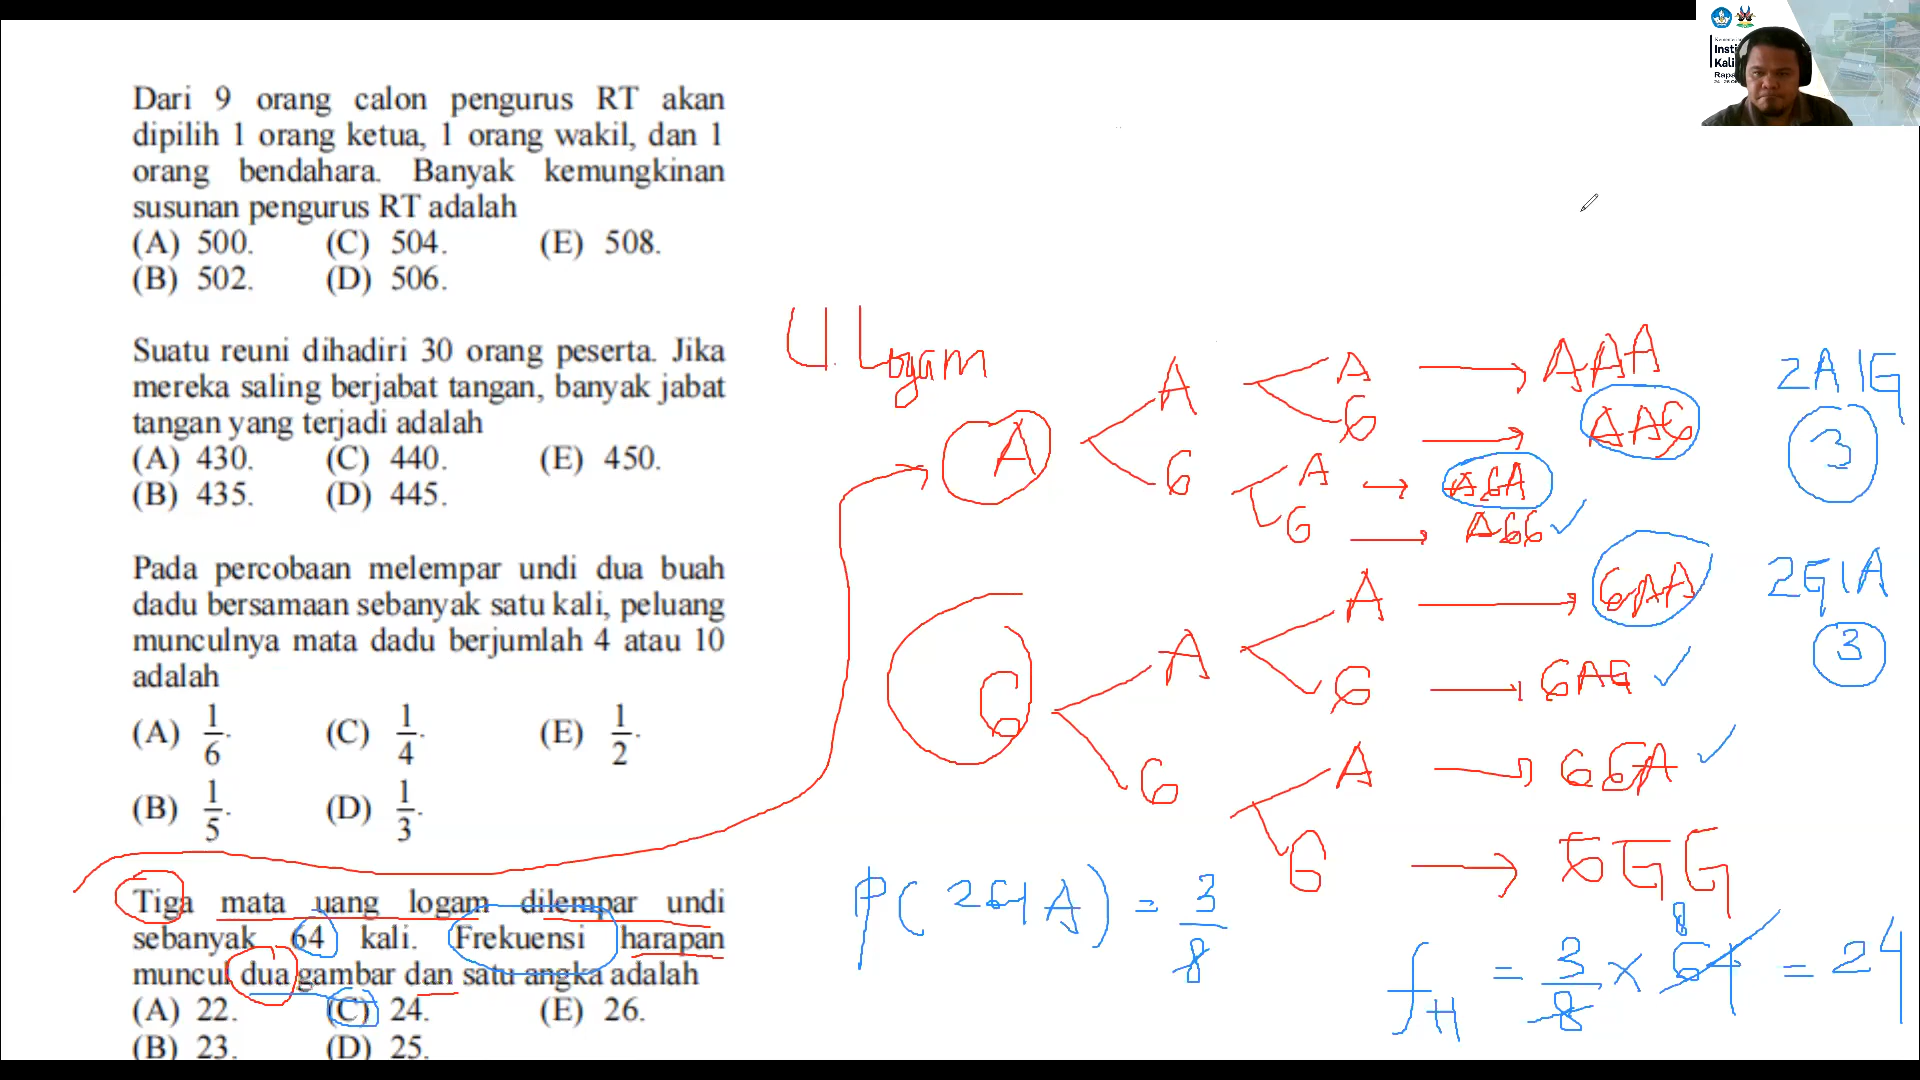 Dari 9 orang calon pengurus RT akan
dipilih 1 orang ketua, 1 orang wakil, dan 1
orang bendahara. Banyak kemungkinan
susunan pengurus RT adalah
(A) 500. (C) 504. (E) 508.
(B) 502. (D) 506.
Suatu reuni dihadiri 30 orang peserta. Jika
mereka saling berjabat tangan, banyak jabat
tangan yang terjadi adalah
(A) 430. (C) 440. (E) 450.
(B) 435. (D) 445.
Pada percobaan melempar undi dua buah
dadu bersamaan sebanyak satu kali, peluang
munculnya mata dadu berjumlah 4 atau 10
adalah
(A) 1/6. (C) 1/4. (E) 1/2.
(B) 1/5. (D) 1/3.
Tiga mata uang logam dilempar undi
sebanyak 64 kali. Frekuensi harapan
muncul dua gambar dan satu angka adalah
(A) 22. (C) 24. (E) 26.
(B) 23. (D) 25.
U. Logam
A
A
A → AAA
G → AAG
G
A → AGA
G → AGG ✓
G
A
A → GAA
G → GAG ✓
G
A → GGA ✓
G → GGG
2A 1G
3
2G1A
3
P(2G1A) = 3/8
fH = 3/8 × 64 = 24
8
Insti
Kali
Rapa